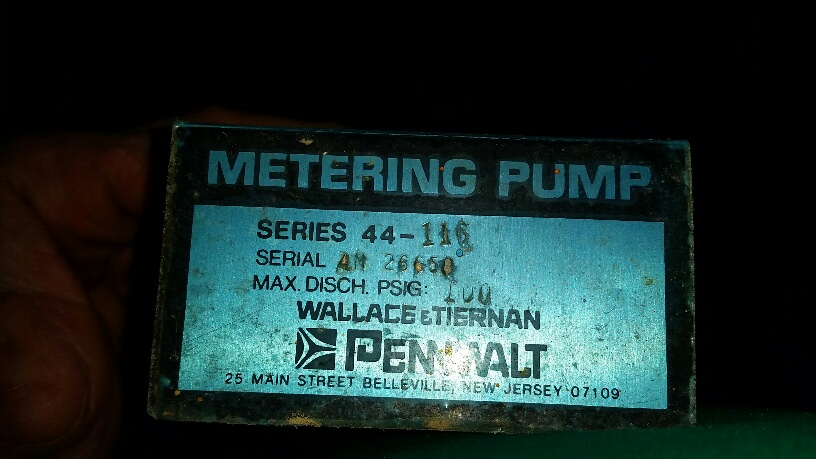 METERING PUMP
SERIES 44-116
SERIAL AM 26650
MAX. DISCH. PSIG: 100
WALLACE & TIERNAN
PENNWALT
25 MAIN STREET BELLEVILLE, NEW JERSEY 07109